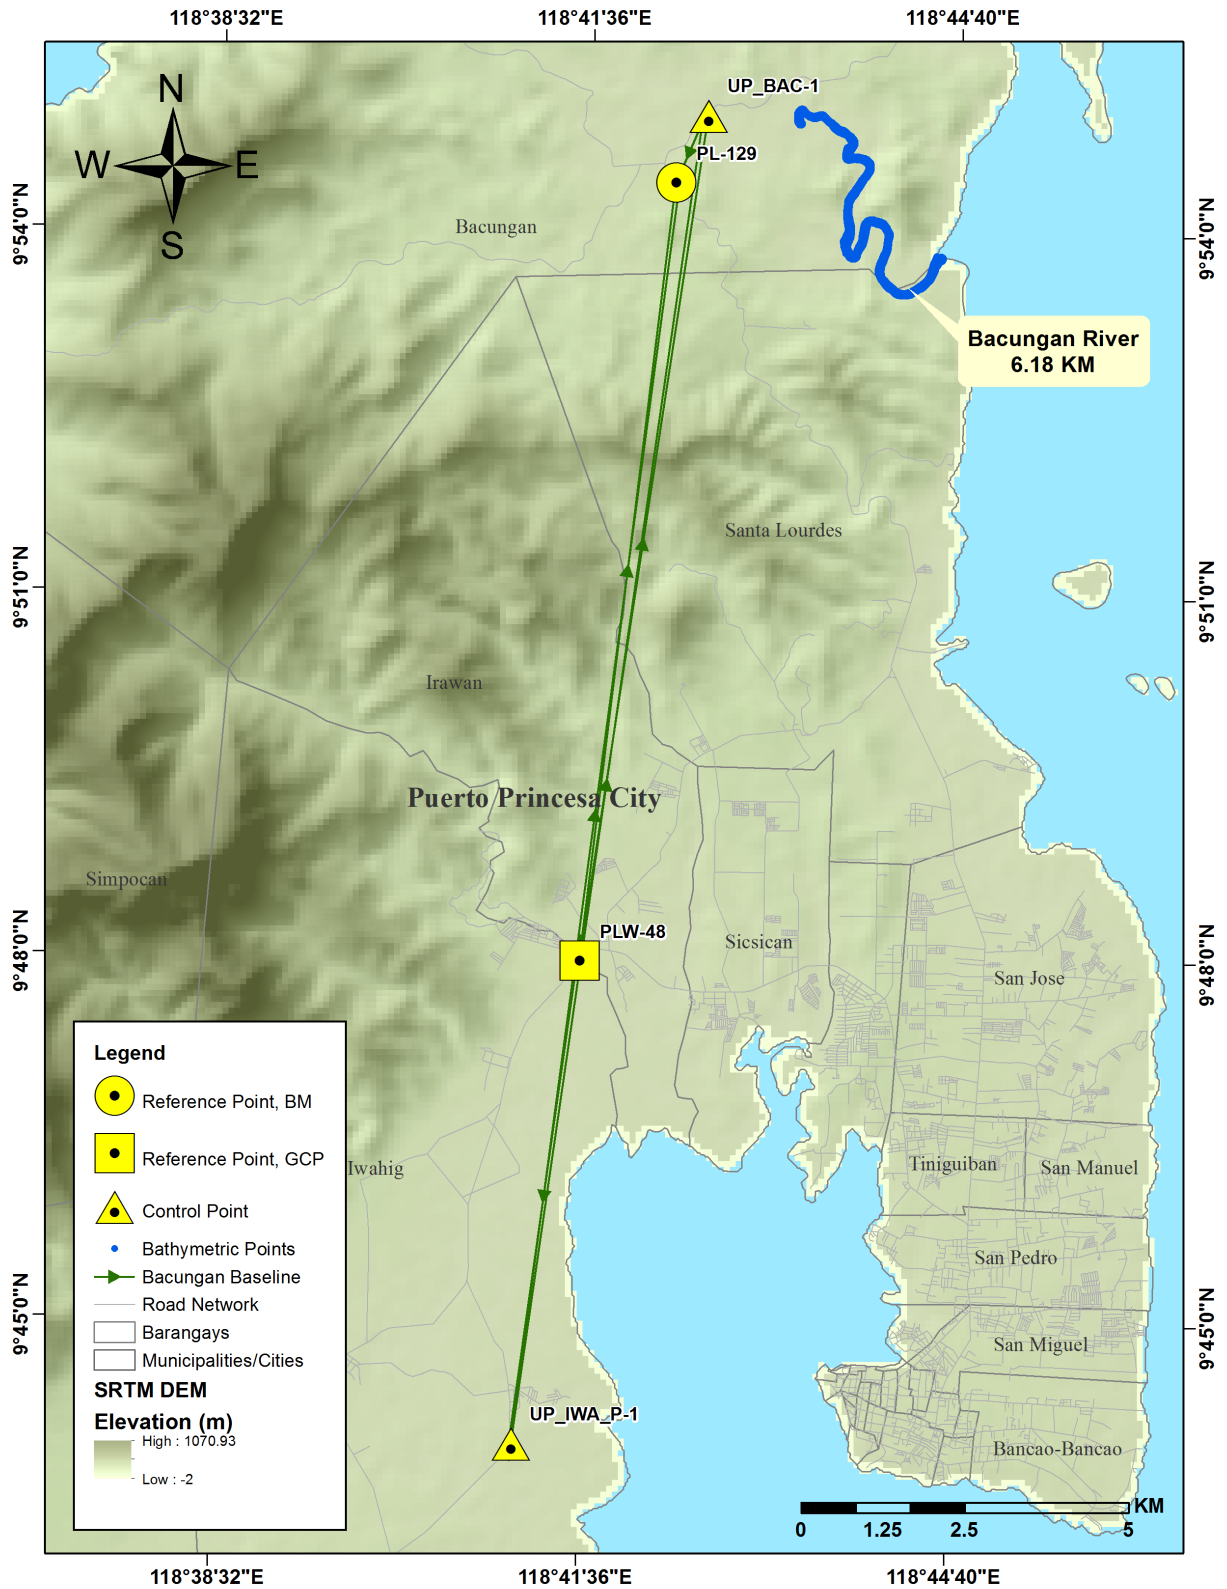 118°38'32"E
118°41'36"E
118°44'40"E
N
W
E
S
UP_BAC-1
PL-129
9°54'0"N
9°54'0"N
Bacungan
Bacungan River
6.18 KM
Santa Lourdes
9°51'0"N
9°51'0"N
Irawan
Puerto Princesa City
Simpocan
PLW-48
Sicsican
San Jose
9°48'0"N
9°48'0"N
Legend
Reference Point, BM
Reference Point, GCP
Control Point
Bathymetric Points
Bacungan Baseline
Road Network
Barangays
Municipalities/Cities
SRTM DEM
Elevation (m)
High : 1070.93
Low : -2
Iwahig
Tiniguiban
San Manuel
San Pedro
9°45'0"N
9°45'0"N
San Miguel
UP_IWA_P-1
Bancao-Bancao
KM
0
1.25
2.5
5
118°38'32"E
118°41'36"E
118°44'40"E